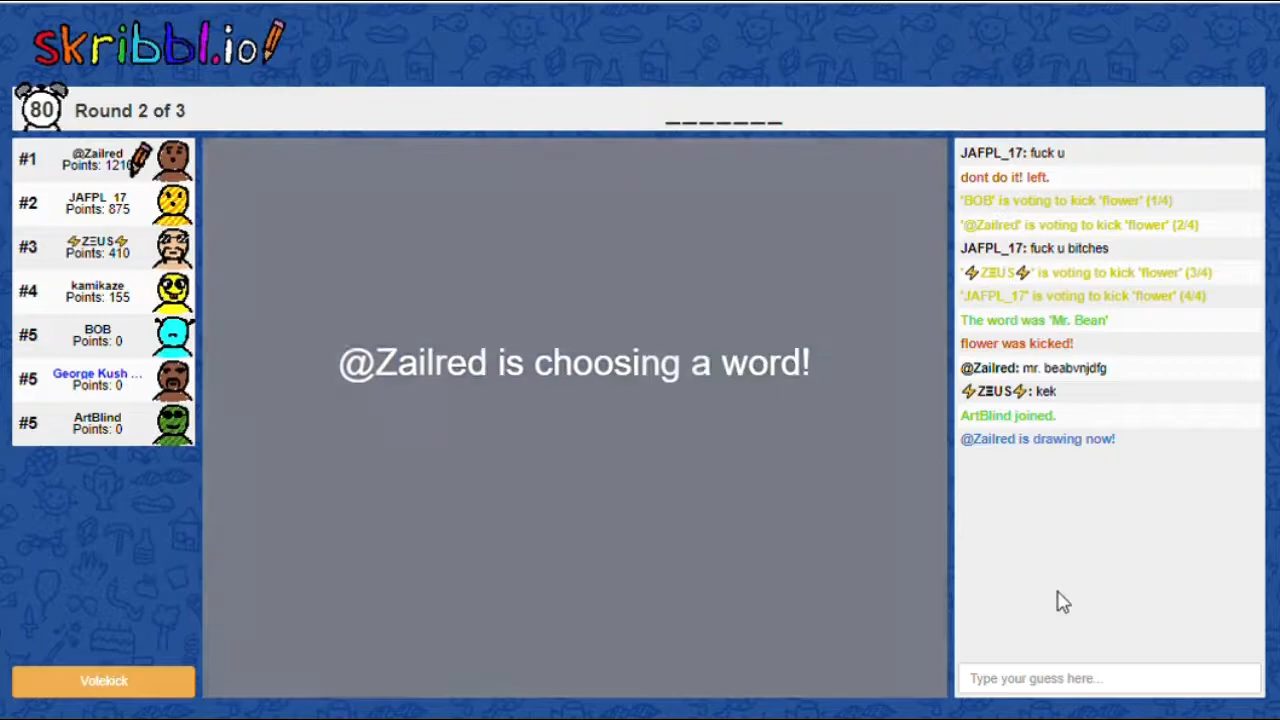 skribbl.io
80
Round 2 of 3
_______
#1
@Zailred
Points: 1210
#2
JAFPL_17
Points: 875
#3
⚡ZΞUS⚡
Points: 410
#4
kamikaze
Points: 155
#5
BOB
Points: 0
#5
George Kush ...
Points: 0
#5
ArtBlind
Points: 0
Votekick
@Zailred is choosing a word!
JAFPL_17: fuck u
dont do it! left.
'BOB' is voting to kick 'flower' (1/4)
'@Zailred' is voting to kick 'flower' (2/4)
JAFPL_17: fuck u bitches
'⚡ZΞUS⚡' is voting to kick 'flower' (3/4)
'JAFPL_17' is voting to kick 'flower' (4/4)
The word was 'Mr. Bean'
flower was kicked!
@Zailred: mr. beabvnjdfg
⚡ZΞUS⚡: kek
ArtBlind joined.
@Zailred is drawing now!
Type your guess here...